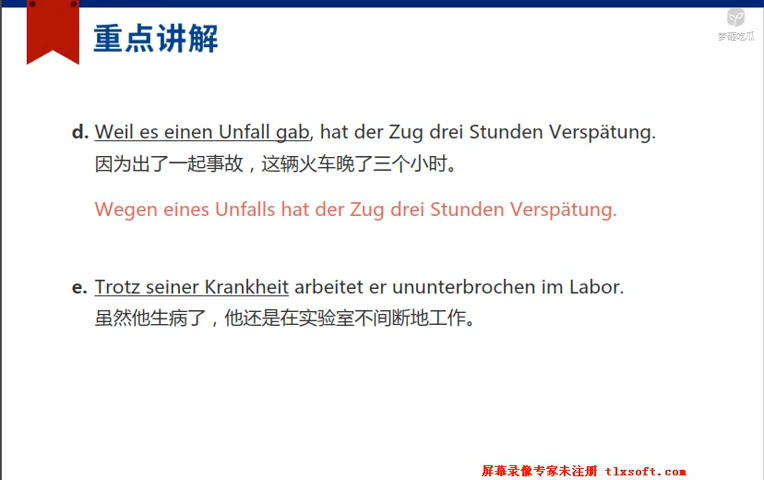 重点讲解
梦砸吃瓜
d. Weil es einen Unfall gab, hat der Zug drei Stunden Verspätung.
因为出了一起事故，这辆火车晚了三个小时。
Wegen eines Unfalls hat der Zug drei Stunden Verspätung.
e. Trotz seiner Krankheit arbeitet er ununterbrochen im Labor.
虽然他生病了，他还是在实验室不间断地工作。
屏幕录像专家未注册 tlxsoft.com